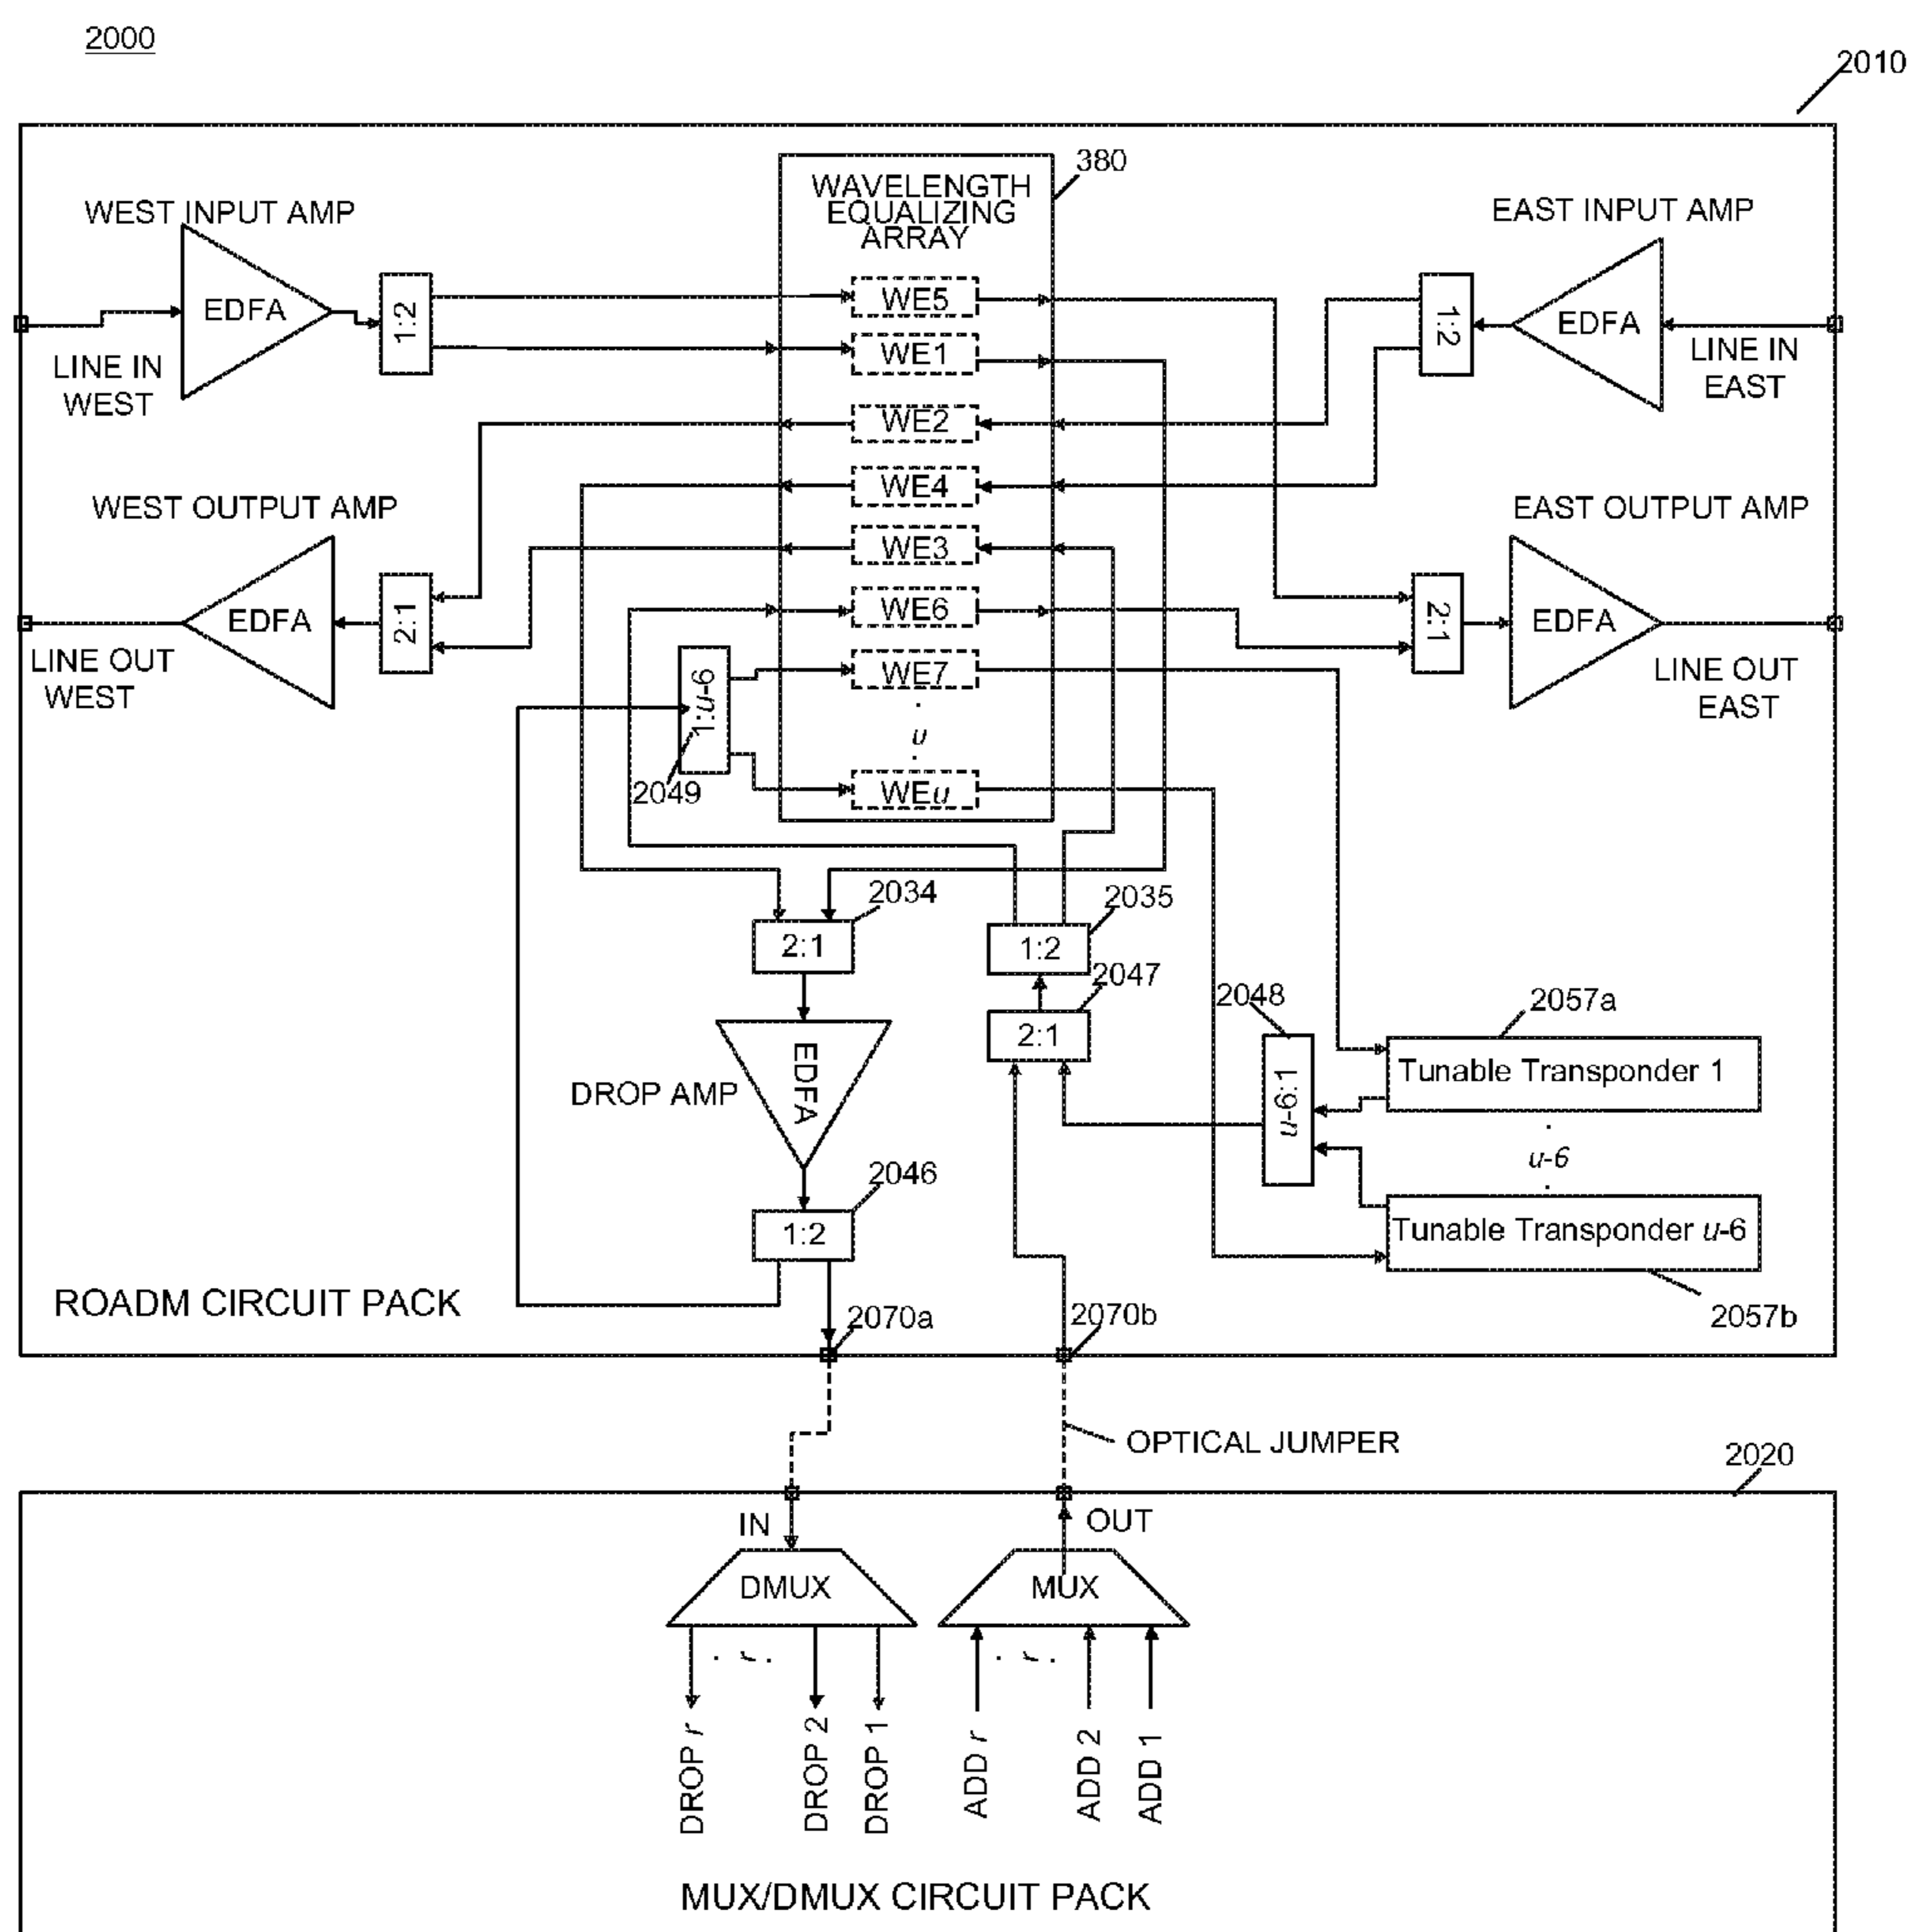 2000
2010
380
WAVELENGTH
EQUALIZING
ARRAY
WEST INPUT AMP
EAST INPUT AMP
EDFA
1:2
WE5
1:2
EDFA
WE1
LINE IN
WEST
LINE IN
EAST
WE2
WE4
WEST OUTPUT AMP
EAST OUTPUT AMP
WE3
EDFA
2:1
WE6
2:1
EDFA
LINE OUT
WEST
1:u-6
WE7
LINE OUT
EAST
u
2049
WEu
2034
2035
2:1
1:2
2047
2048
2057a
2:1
EDFA
DROP AMP
u-6:1
Tunable Transponder 1
u-6
2046
1:2
Tunable Transponder u-6
ROADM CIRCUIT PACK
2070a
2070b
2057b
OPTICAL JUMPER
2020
IN
OUT
DMUX
MUX
r
r
DROP r
DROP 2
DROP 1
ADD r
ADD 2
ADD 1
MUX/DMUX CIRCUIT PACK